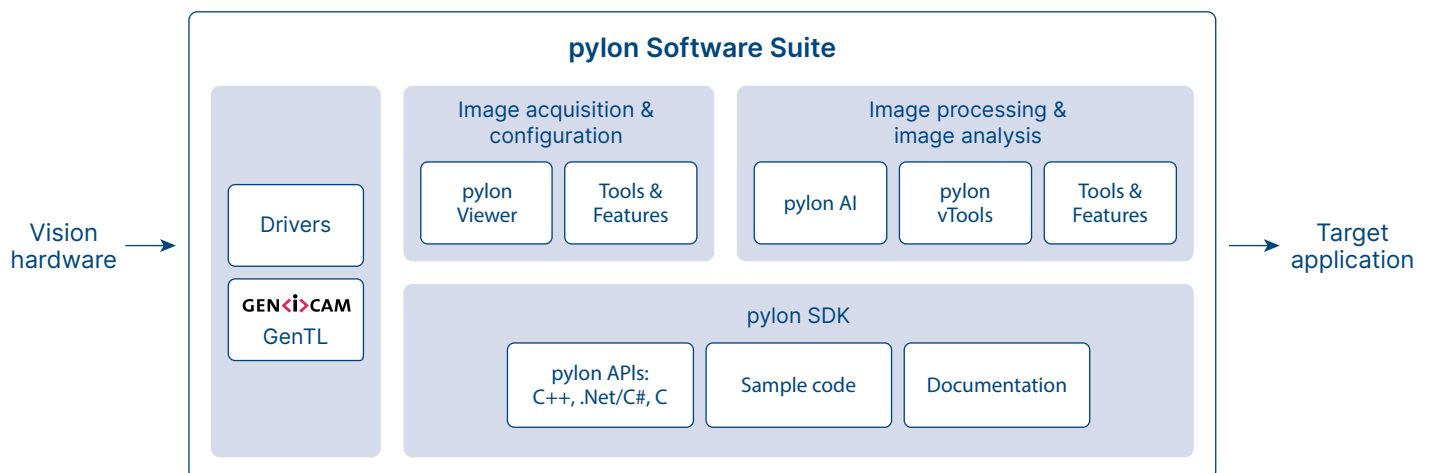 pylon Software Suite
Vision
hardware
Drivers
GEN<i>CAM
GenTL
Image acquisition &
configuration
pylon
Viewer
Tools &
Features
Image processing &
image analysis
pylon AI
pylon
vTools
Tools &
Features
pylon SDK
pylon APIs:
C++, .Net/C#, C
Sample code
Documentation
Target
application